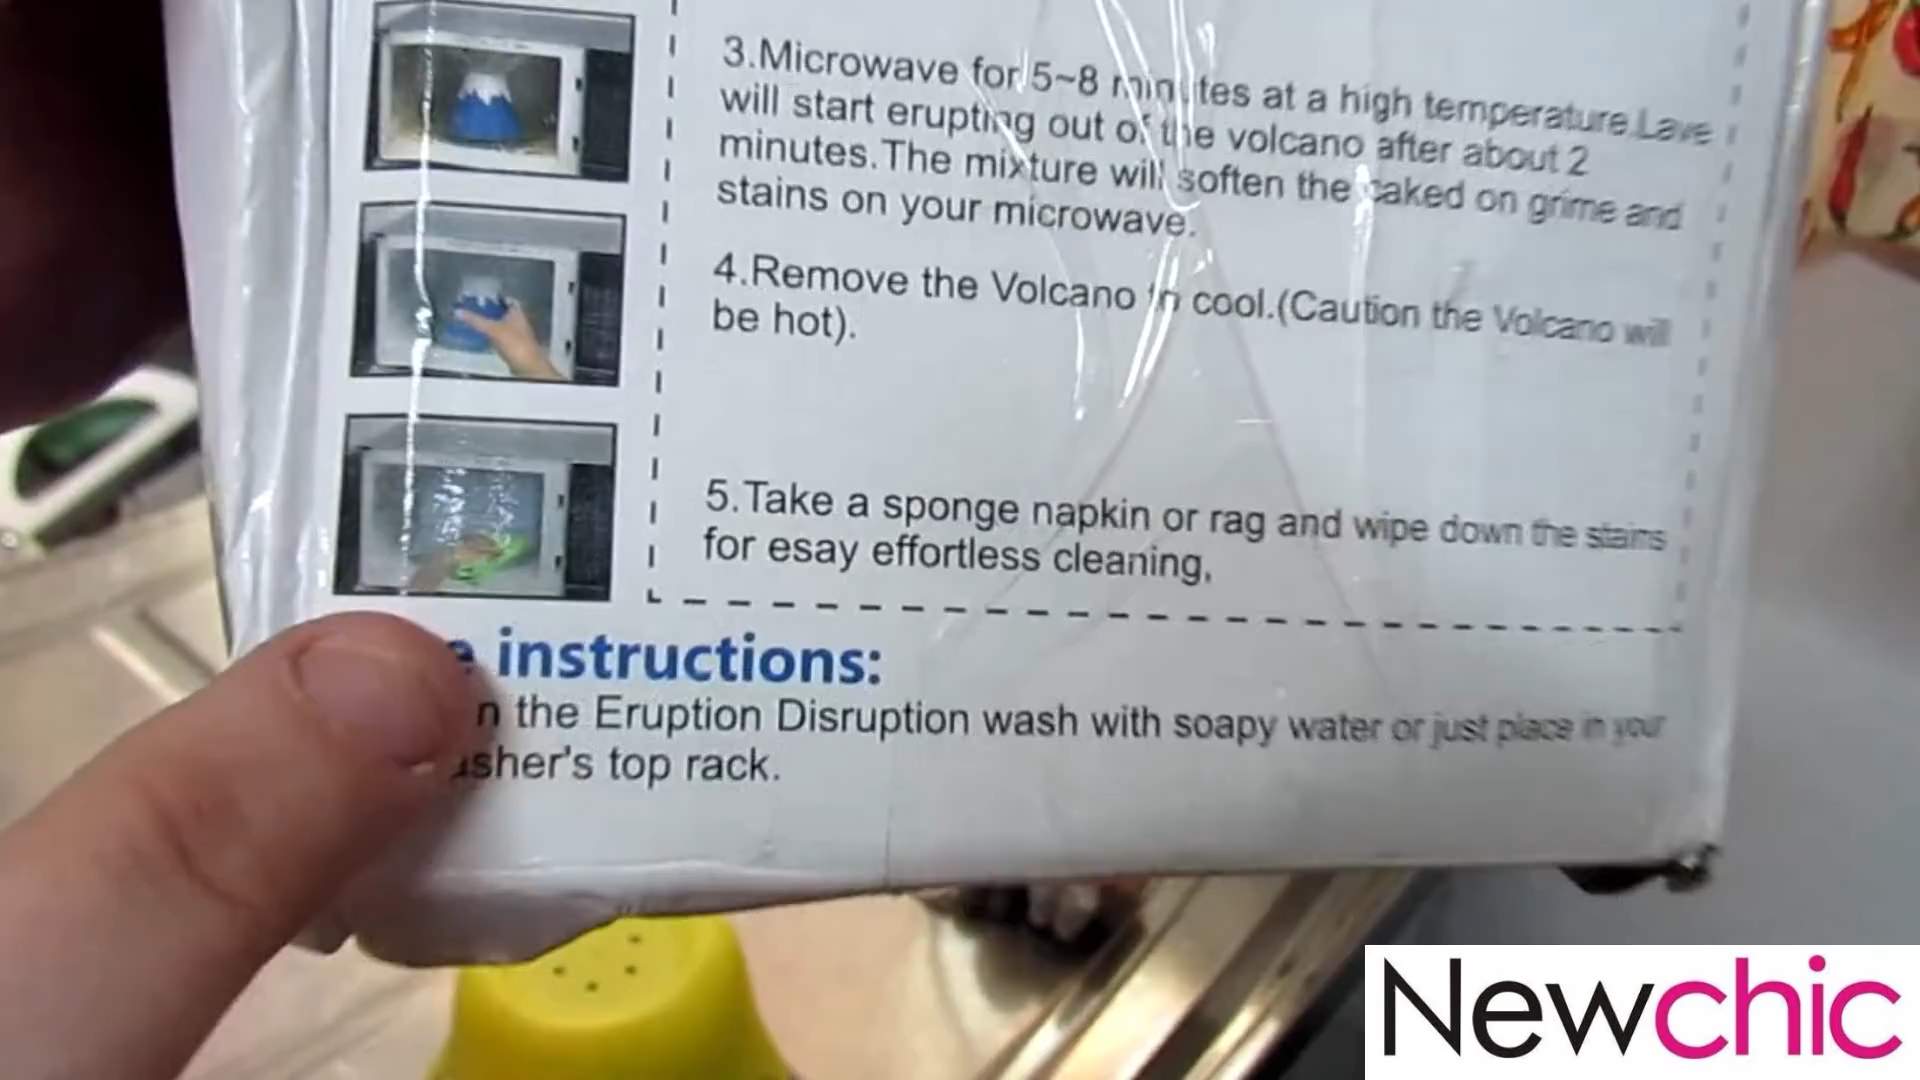 3.Microwave for 5~8 minutes at a high temperature.Lave
will start erupting out of the volcano after about 2
minutes.The mixture will soften the caked on grime and
stains on your microwave.
4.Remove the Volcano to cool.(Caution the Volcano will
be hot).
5.Take a sponge napkin or rag and wipe down the stains
for esay effortless cleaning,
e instructions:
n the Eruption Disruption wash with soapy water or just place in your
asher's top rack.
Newchic